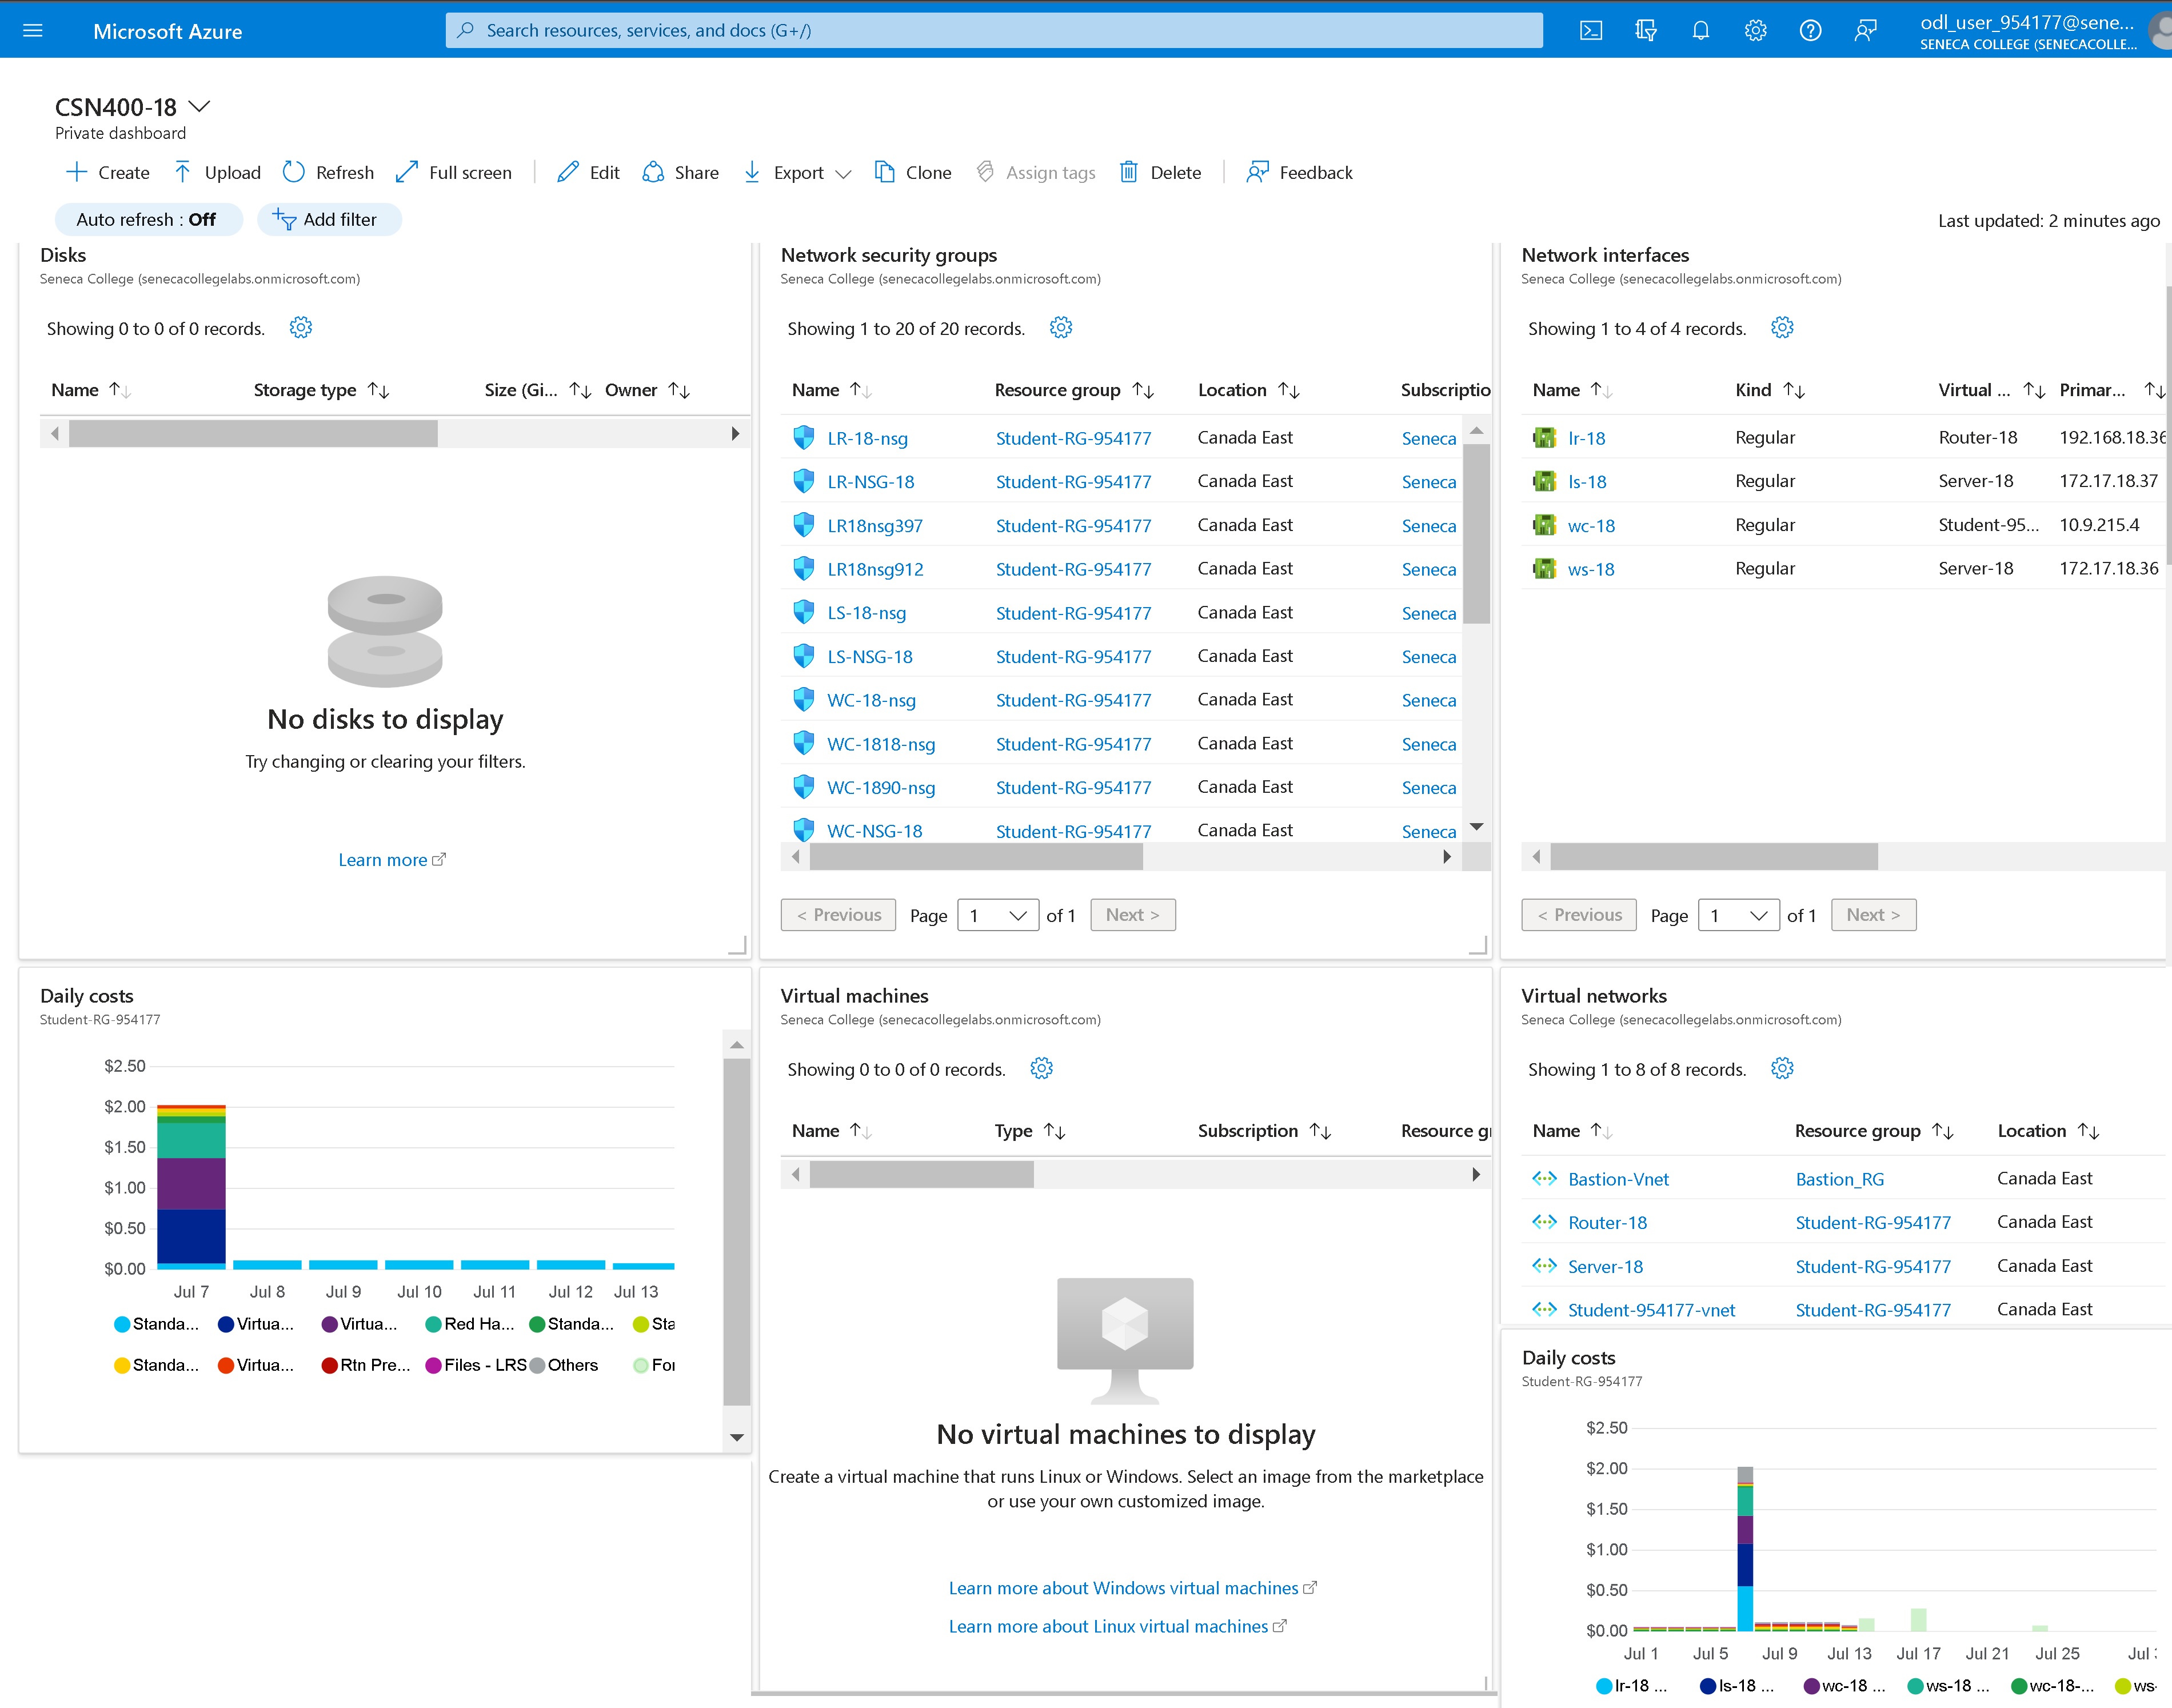 Microsoft Azure
Search resources, services, and docs (G+/)
odl_user_954177@sene...
SENECA COLLEGE (SENECACOLLE...
CSN400-18
Private dashboard
Create Upload Refresh Full screen Edit Share Export Clone Assign tags Delete Feedback
Auto refresh : Off Add filter
Last updated: 2 minutes ago
Disks
Seneca College (senecacollegelabs.onmicrosoft.com)
Showing 0 to 0 of 0 records.
Name Storage type Size (Gi... Owner
No disks to display
Try changing or clearing your filters.
Learn more
Network security groups
Seneca College (senecacollegelabs.onmicrosoft.com)
Showing 1 to 20 of 20 records.
Name Resource group Location Subscriptio
LR-18-nsg Student-RG-954177 Canada East Seneca
LR-NSG-18 Student-RG-954177 Canada East Seneca
LR18nsg397 Student-RG-954177 Canada East Seneca
LR18nsg912 Student-RG-954177 Canada East Seneca
LS-18-nsg Student-RG-954177 Canada East Seneca
LS-NSG-18 Student-RG-954177 Canada East Seneca
WC-18-nsg Student-RG-954177 Canada East Seneca
WC-1818-nsg Student-RG-954177 Canada East Seneca
WC-1890-nsg Student-RG-954177 Canada East Seneca
WC-NSG-18 Student-RG-954177 Canada East Seneca
< Previous Page 1 of 1 Next >
Network interfaces
Seneca College (senecacollegelabs.onmicrosoft.com)
Showing 1 to 4 of 4 records.
Name Kind Virtual ... Primar...
lr-18 Regular Router-18 192.168.18.36
ls-18 Regular Server-18 172.17.18.37
wc-18 Regular Student-95... 10.9.215.4
ws-18 Regular Server-18 172.17.18.36
< Previous Page 1 of 1 Next >
Daily costs
Student-RG-954177
$2.50
$2.00
$1.50
$1.00
$0.50
$0.00
Jul 7 Jul 8 Jul 9 Jul 10 Jul 11 Jul 12 Jul 13
Standa... Virtua... Virtua... Red Ha... Standa... Sta
Standa... Virtua... Rtn Pre... Files - LRS Others For
Virtual machines
Seneca College (senecacollegelabs.onmicrosoft.com)
Showing 0 to 0 of 0 records.
Name Type Subscription Resource g
No virtual machines to display
Create a virtual machine that runs Linux or Windows. Select an image from the marketplace
or use your own customized image.
Learn more about Windows virtual machines
Learn more about Linux virtual machines
Virtual networks
Seneca College (senecacollegelabs.onmicrosoft.com)
Showing 1 to 8 of 8 records.
Name Resource group Location
Bastion-Vnet Bastion_RG Canada East
Router-18 Student-RG-954177 Canada East
Server-18 Student-RG-954177 Canada East
Student-954177-vnet Student-RG-954177 Canada East
Daily costs
Student-RG-954177
$2.50
$2.00
$1.50
$1.00
$0.50
$0.00
Jul 1 Jul 5 Jul 9 Jul 13 Jul 17 Jul 21 Jul 25 Jul
lr-18 ... ls-18 ... wc-18 ... ws-18 ... wc-18-... ws-